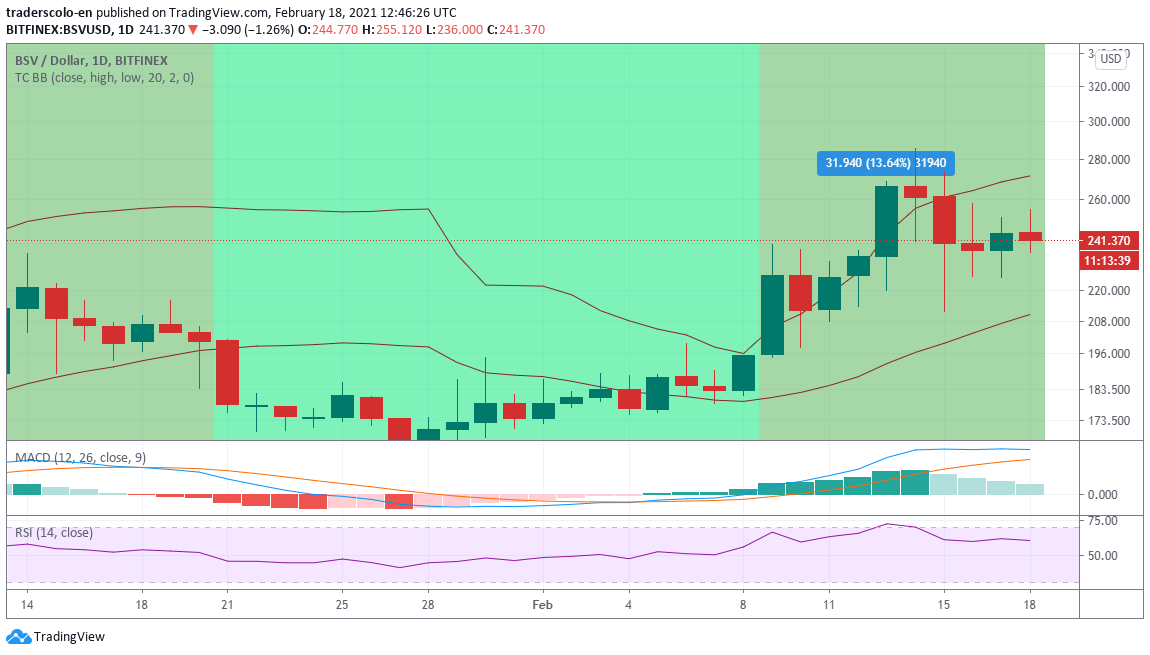 traderscolo-en published on TradingView.com, February 18, 2021 12:46:26 UTC
BITFINEX:BSVUSD, 1D 241.370 ▼ −3.090 (−1.26%) O:244.770 H:255.120 L:236.000 C:241.370
BSV / Dollar, 1D, BITFINEX
TC BB (close, high, low, 20, 2, 0)
USD
320.000
300.000
280.000
260.000
241.370
11:13:39
220.000
208.000
196.000
183.500
173.500
31.940 (13.64%) 31940
MACD (12, 26, close, 9)
0.000
RSI (14, close)
75.00
50.00
14 18 21 25 28 Feb 4 8 11 15 18
TradingView